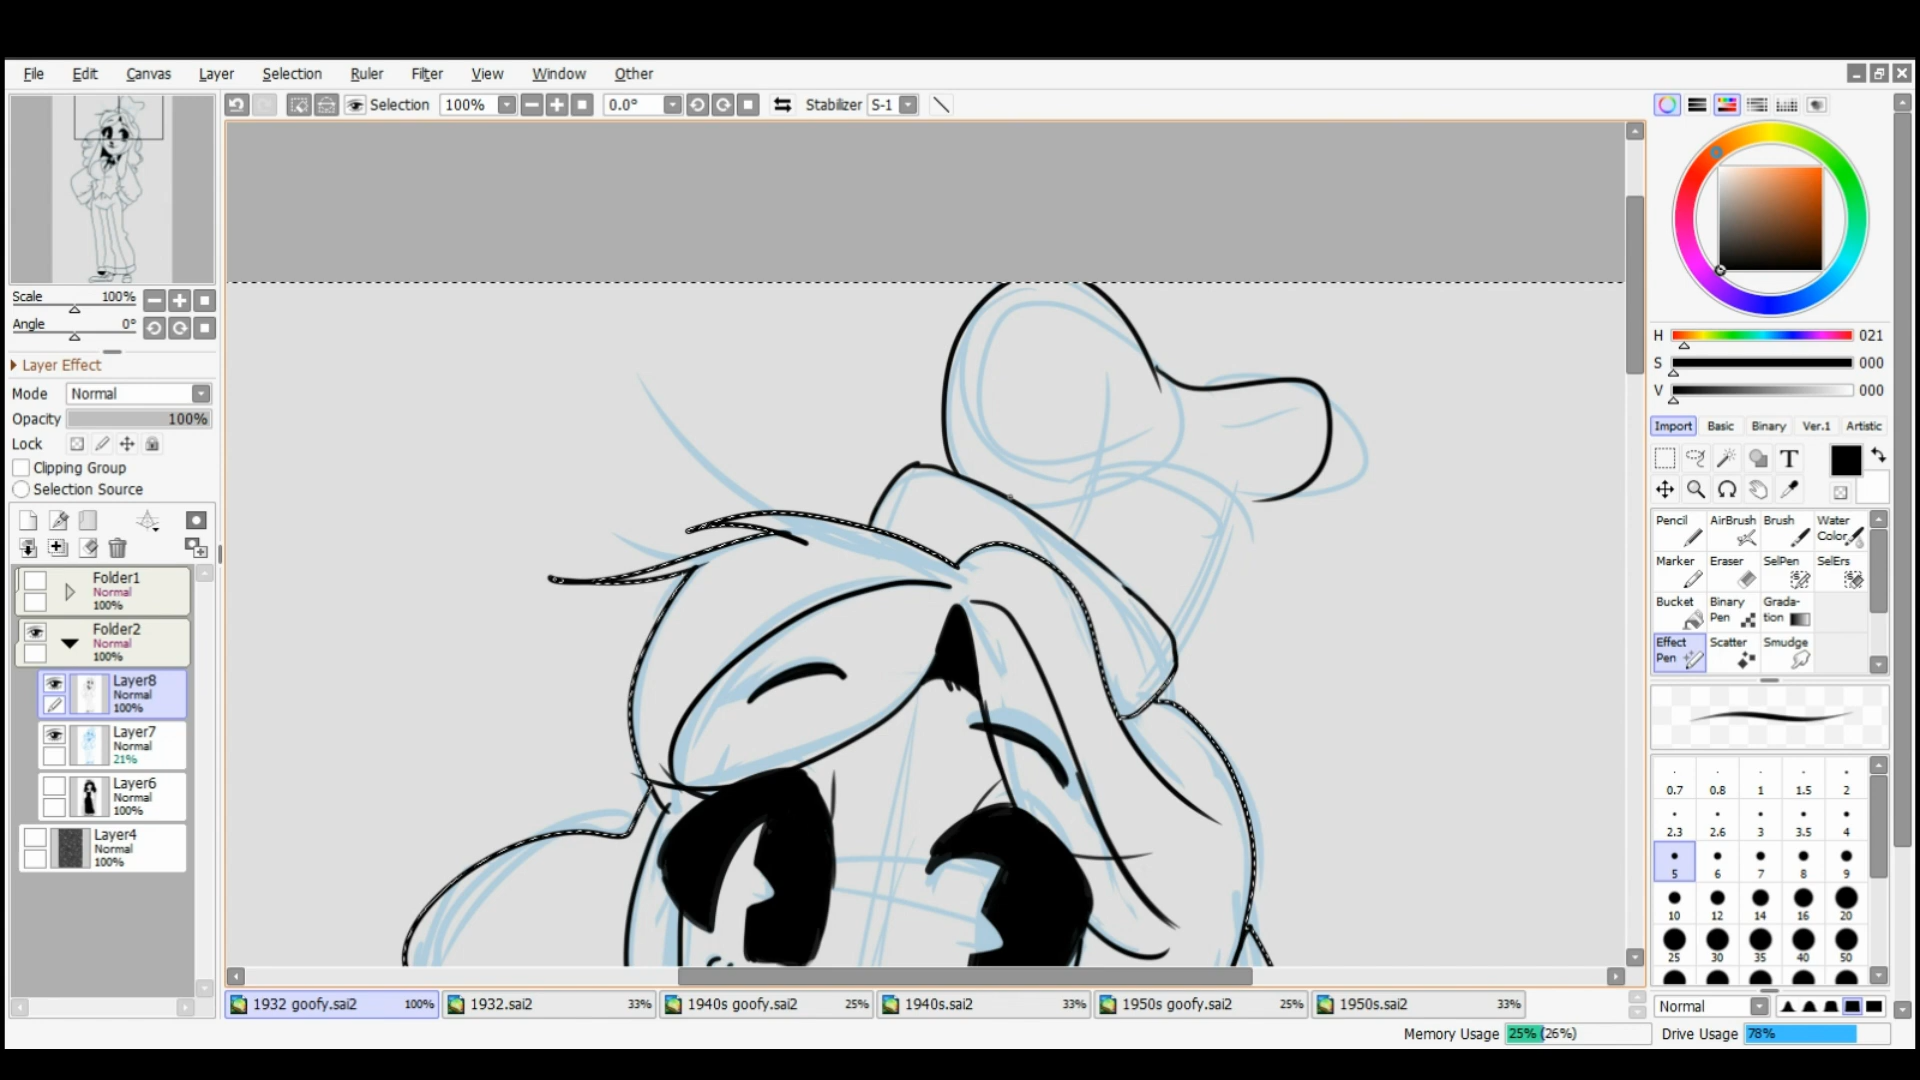 File Edit Canvas Layer Selection Ruler Filter View Window Other
Selection 100% 0.0° Stabilizer S-1
Scale 100%
Angle 0°
Layer Effect
Mode Normal
Opacity 100%
Lock
Clipping Group
Selection Source
Folder1
Normal
100%
Folder2
Normal
100%
Layer8
Normal
100%
Layer7
Normal
21%
Layer6
Normal
100%
Layer4
Normal
100%
H 021
S 000
V 000
Import Basic Binary Ver.1 Artistic
T
Pencil AirBrush Brush Water Color
Marker Eraser SelPen SelErs
Bucket Binary Pen Grada-tion
Effect Pen Scatter Smudge
0.7 0.8 1 1.5 2
2.3 2.6 3 3.5 4
5 6 7 8 9
10 12 14 16 20
25 30 35 40 50
Normal
1932 goofy.sai2 100% 1932.sai2 33% 1940s goofy.sai2 25% 1940s.sai2 33% 1950s goofy.sai2 25% 1950s.sai2 33%
Memory Usage 25% (26%) Drive Usage 78%